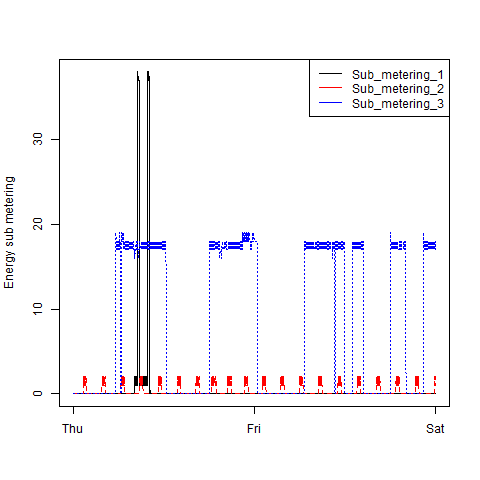 Sub_metering_1
Sub_metering_2
Sub_metering_3
Energy sub metering
30
20
10
0
Thu Fri Sat